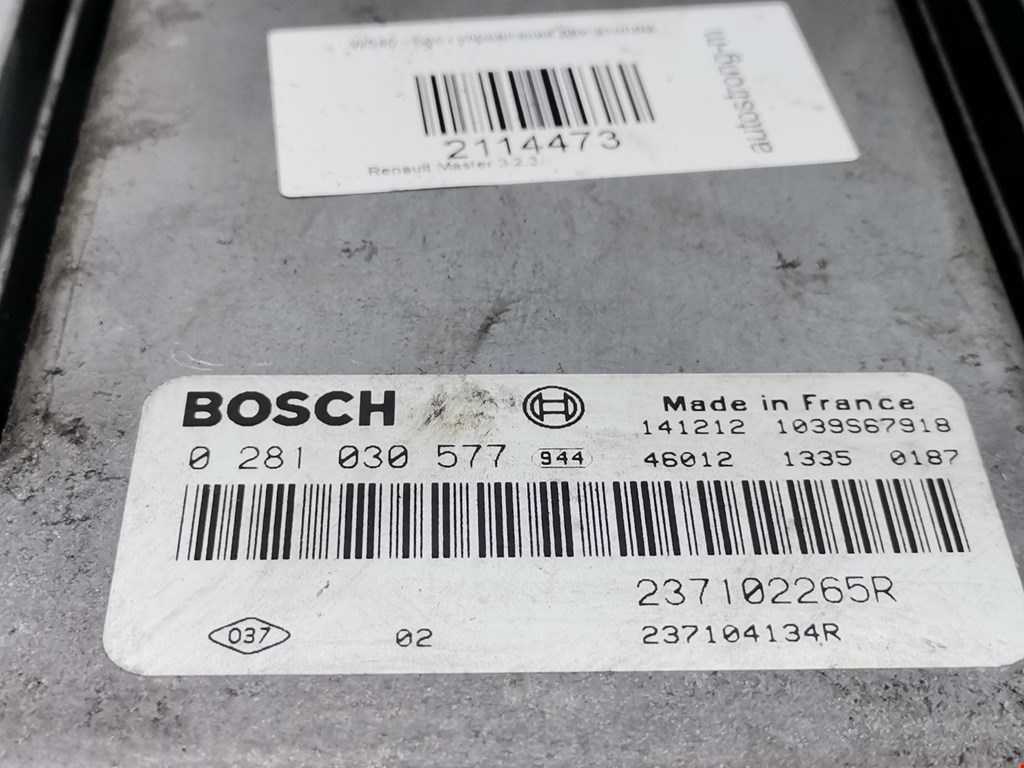 2114473
Renault Master 3 2.3
autostrong-m
BOSCH
Made in France
141212 1039S67918
0 281 030 577 944 46012 1335 0187
237102265R
037 02 237104134R